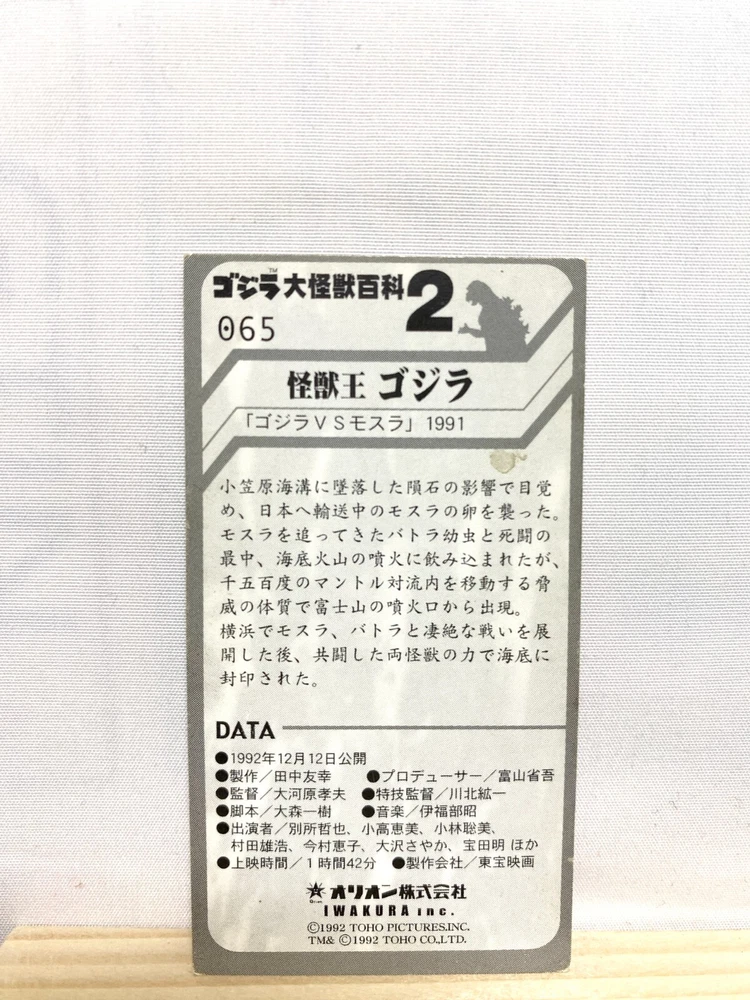 ゴジラ大怪獣百科2
TM
065
怪獣王 ゴジラ
「ゴジラVSモスラ」1991
小笠原海溝に墜落した隕石の影響で目覚
め、日本へ輸送中のモスラの卵を襲った。
モスラを追ってきたバトラ幼虫と死闘の
最中、海底火山の噴火に飲み込まれたが、
千五百度のマントル対流内を移動する脅
威の体質で富士山の噴火口から出現。
横浜でモスラ、バトラと凄絶な戦いを展
開した後、共闘した両怪獣の力で海底に
封印された。
DATA
●1992年12月12日公開
●製作/田中友幸 ●プロデューサー/富山省吾
●監督/大河原孝夫 ●特技監督/川北紘一
●脚本/大森一樹 ●音楽/伊福部昭
●出演者/別所哲也、小高恵美、小林聡美、
村田雄浩、今村恵子、大沢さやか、宝田明 ほか
●上映時間/1時間42分 ●製作会社/東宝映画
オリオン株式会社
IWAKURA inc.
©1992 TOHO PICTURES.INC.
TM& ©1992 TOHO CO.,LTD.